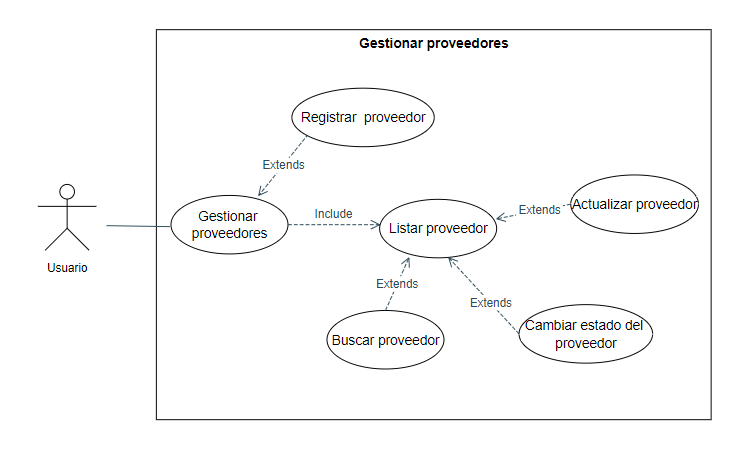 Gestionar proveedores
Registrar proveedor
Extends
Gestionar
proveedores
Include
Listar proveedor
Extends
Actualizar proveedor
Usuario
Extends
Extends
Buscar proveedor
Cambiar estado del
proveedor